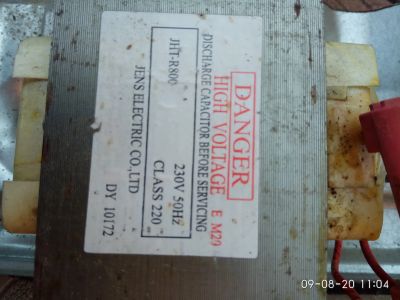 DANGER
HIGH VOLTAGE E M29
DISCHARGE CAPACITOR BEFORE SERVICING
JHT-R800 230V 50HZ
CLASS 220
JENS ELECTRIC CO.,LTD
DY 10172
09-08-20 11:04